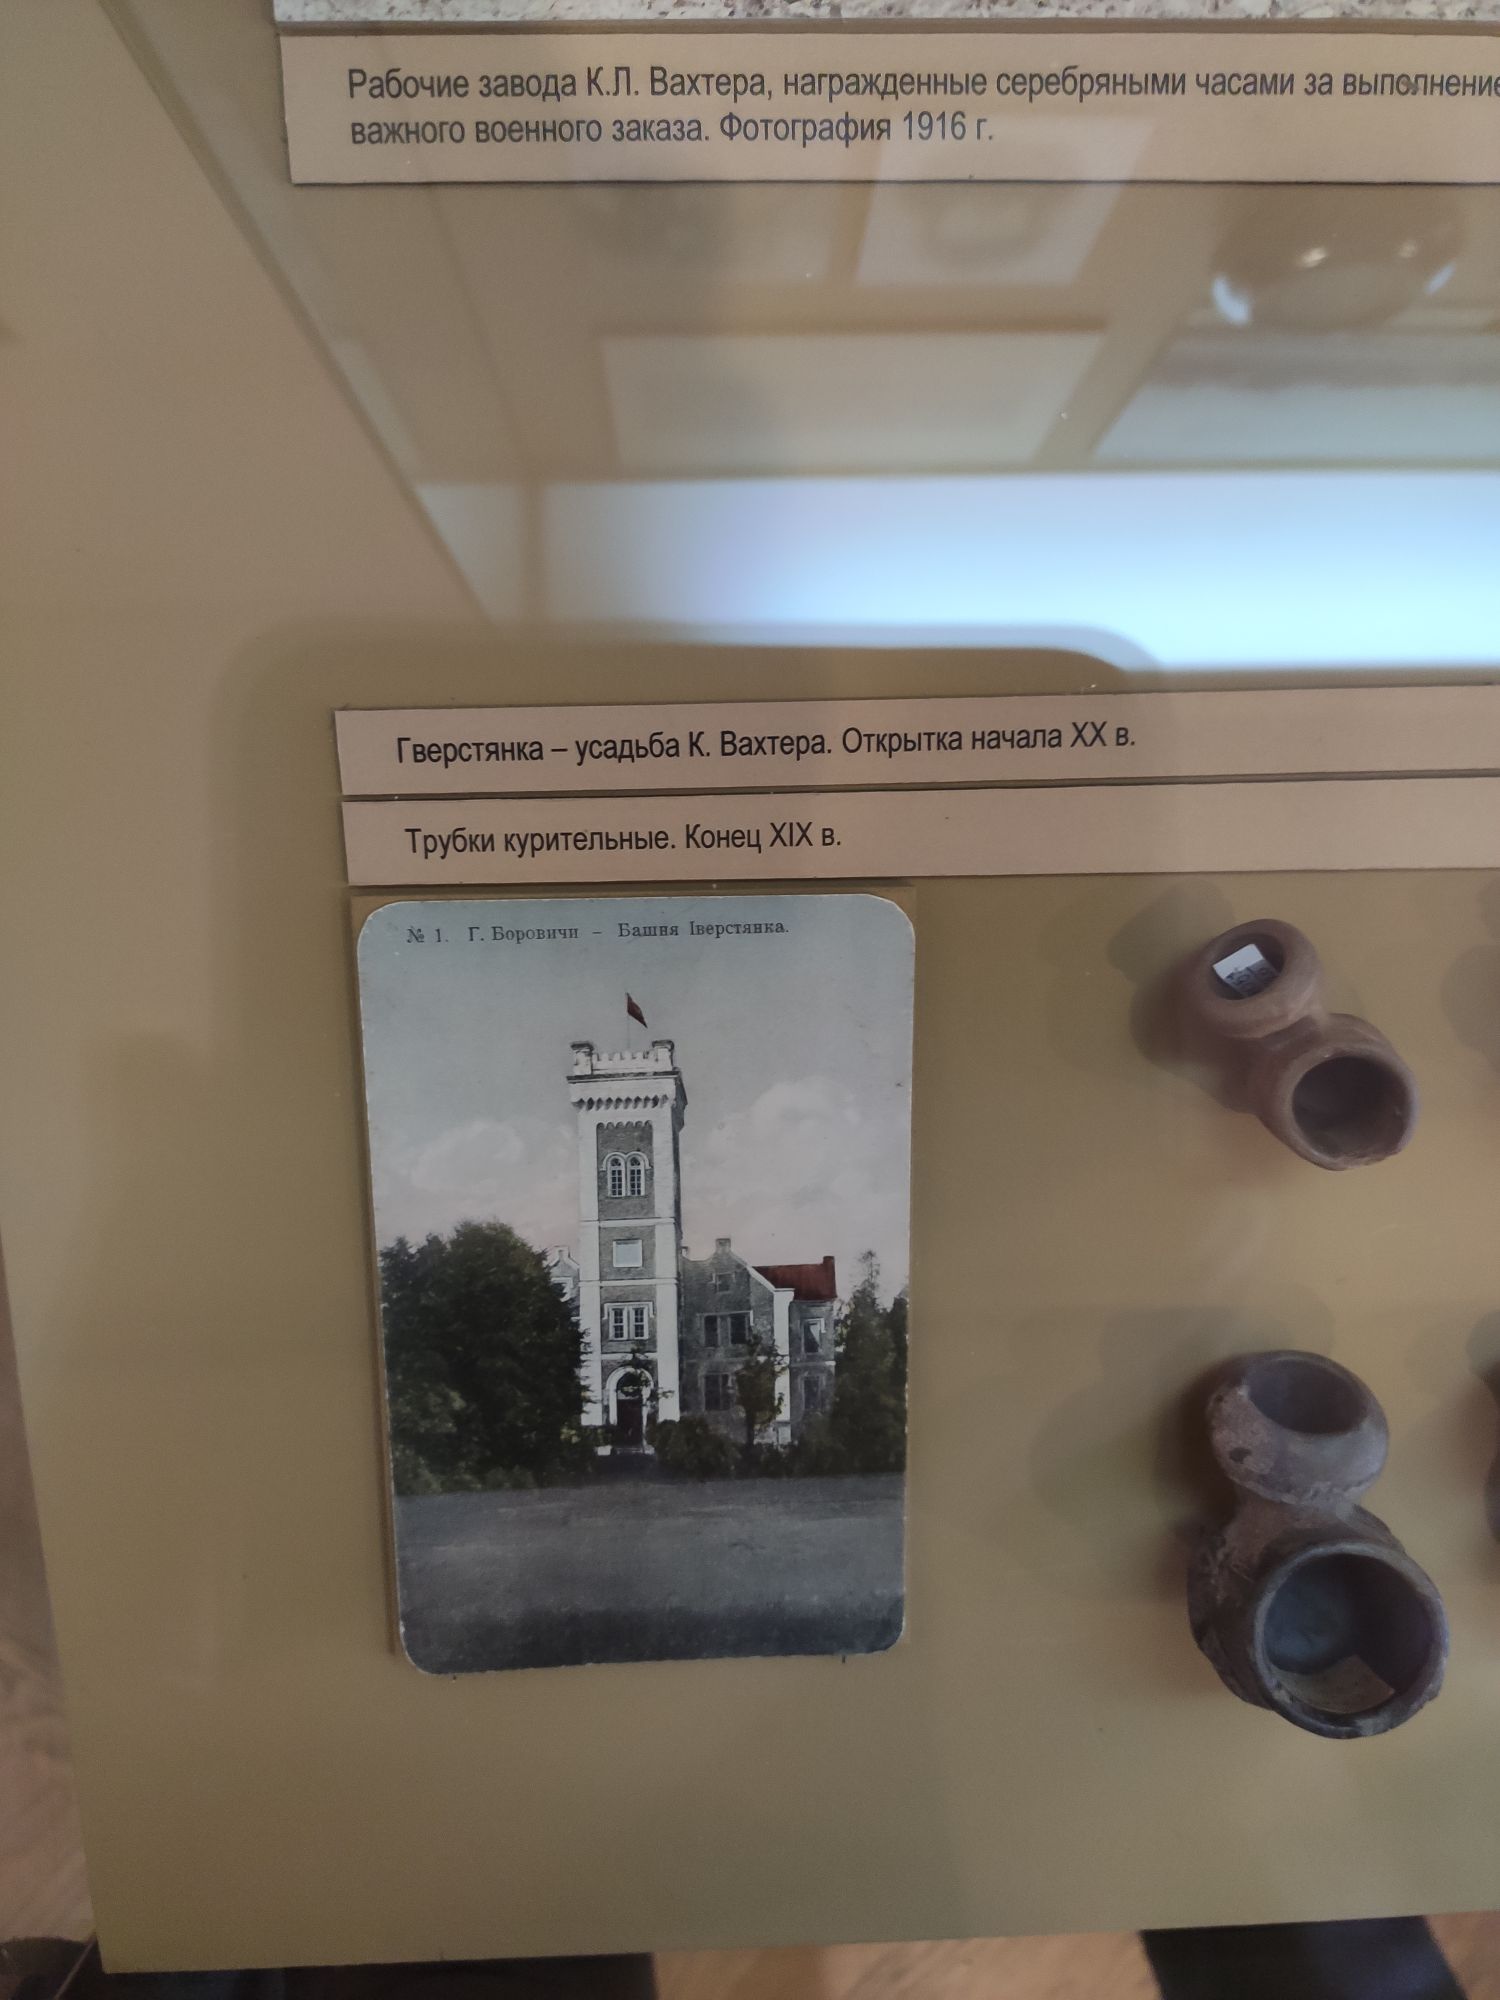 Рабочие завода К.Л. Вахтера, награжденные серебряными часами за выполнение
важного военного заказа. Фотография 1916 г.
Гверстянка – усадьба К. Вахтера. Открытка начала XX в.
Трубки курительные. Конец XIX в.
№ 1. Г. Боровичи – Башня Іверстянка.